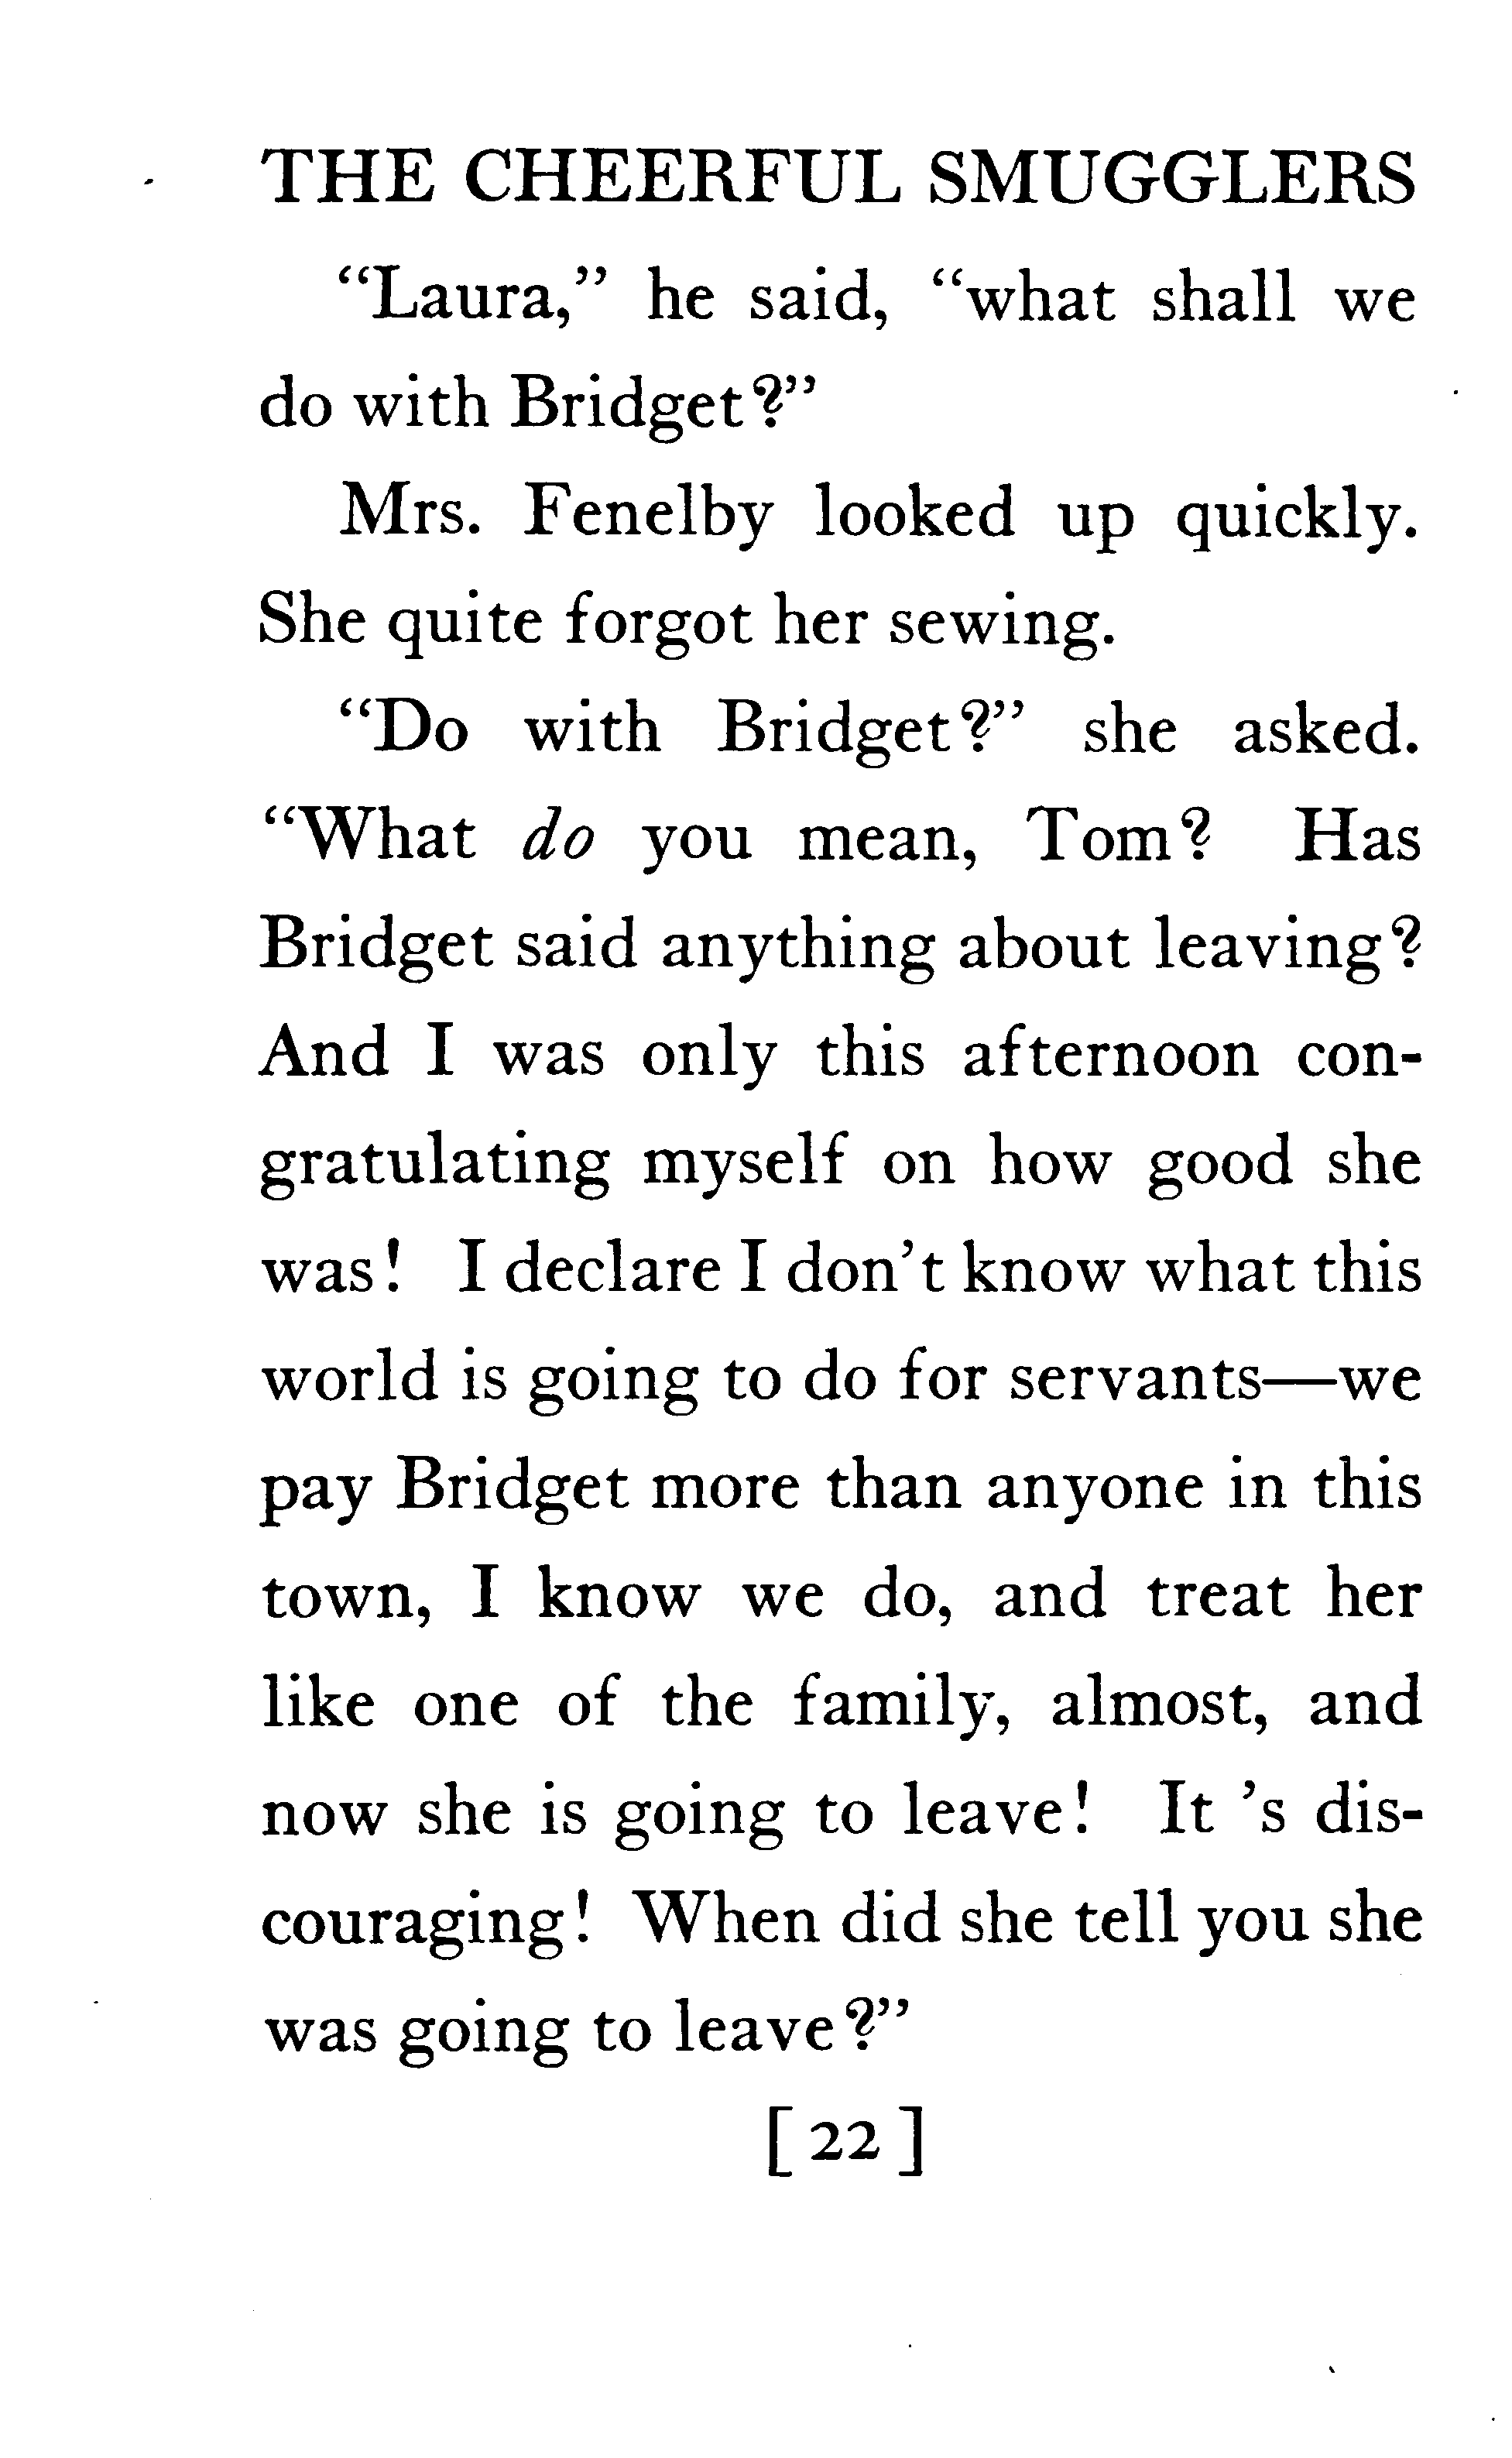 THE CHEERFUL SMUGGLERS
"Laura," he said, "what shall we
do with Bridget?"
Mrs. Fenelby looked up quickly.
She quite forgot her sewing.
"Do with Bridget?" she asked.
"What do you mean, Tom? Has
Bridget said anything about leaving?
And I was only this afternoon con-
gratulating myself on how good she
was! I declare I don't know what this
world is going to do for servants—we
pay Bridget more than anyone in this
town, I know we do, and treat her
like one of the family, almost, and
now she is going to leave! It 's dis-
couraging! When did she tell you she
was going to leave?"
[ 22 ]